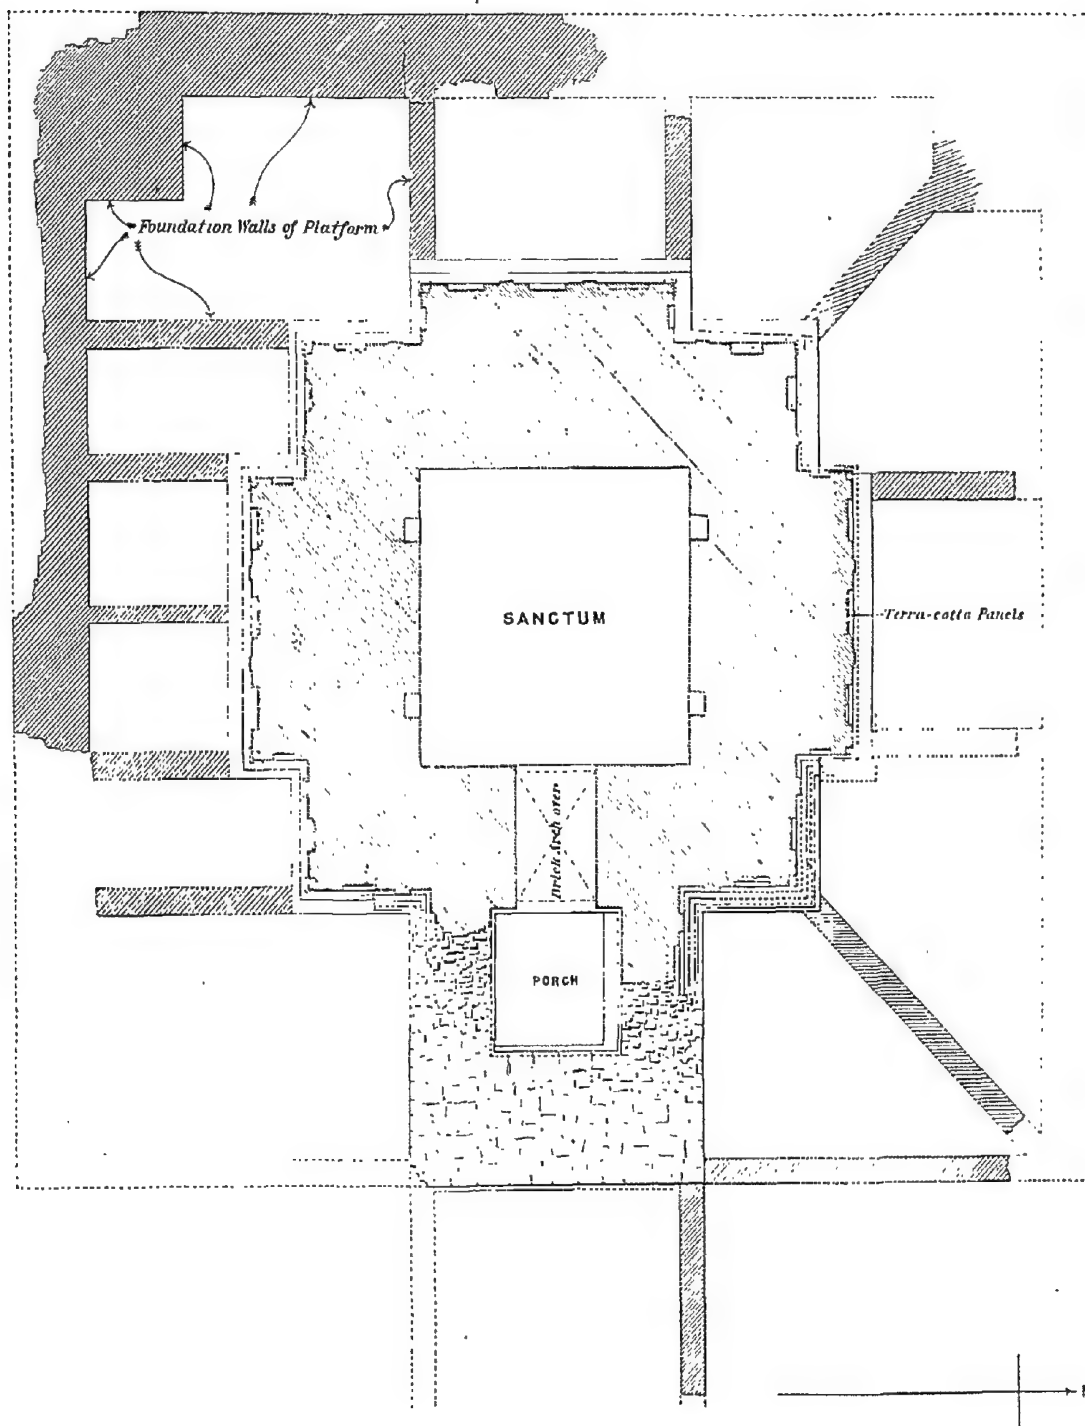 Foundation Walls of Platform
SANCTUM
Terra-cotta Panels
Brick Arch over
PORCH